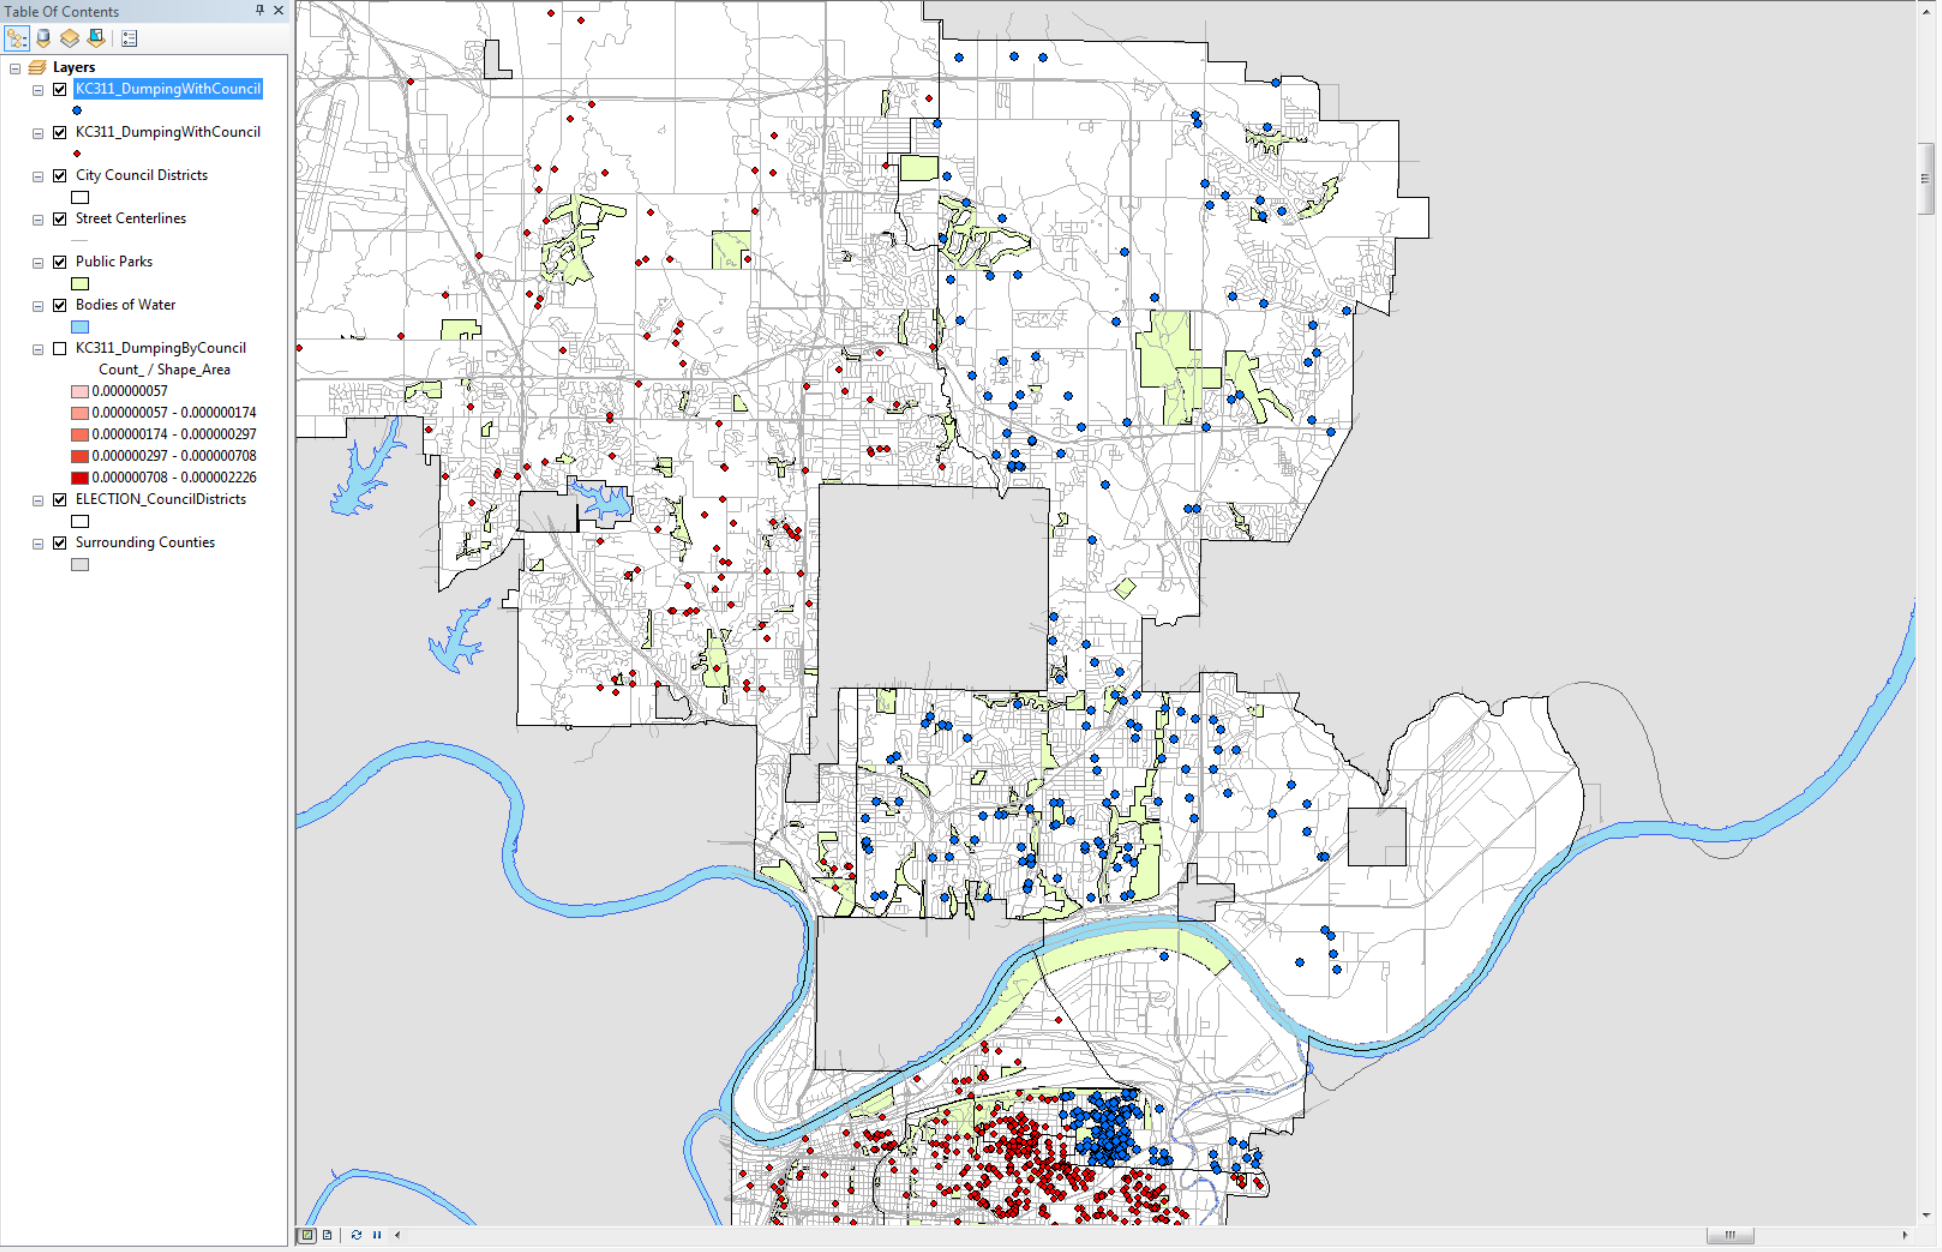 Table Of Contents
Layers
KC311_DumpingWithCouncil
KC311_DumpingWithCouncil
City Council Districts
Street Centerlines
Public Parks
Bodies of Water
KC311_DumpingByCouncil
Count_ / Shape_Area
0.000000057
0.000000057 - 0.000000174
0.000000174 - 0.000000297
0.000000297 - 0.000000708
0.000000708 - 0.000002226
ELECTION_CouncilDistricts
Surrounding Counties